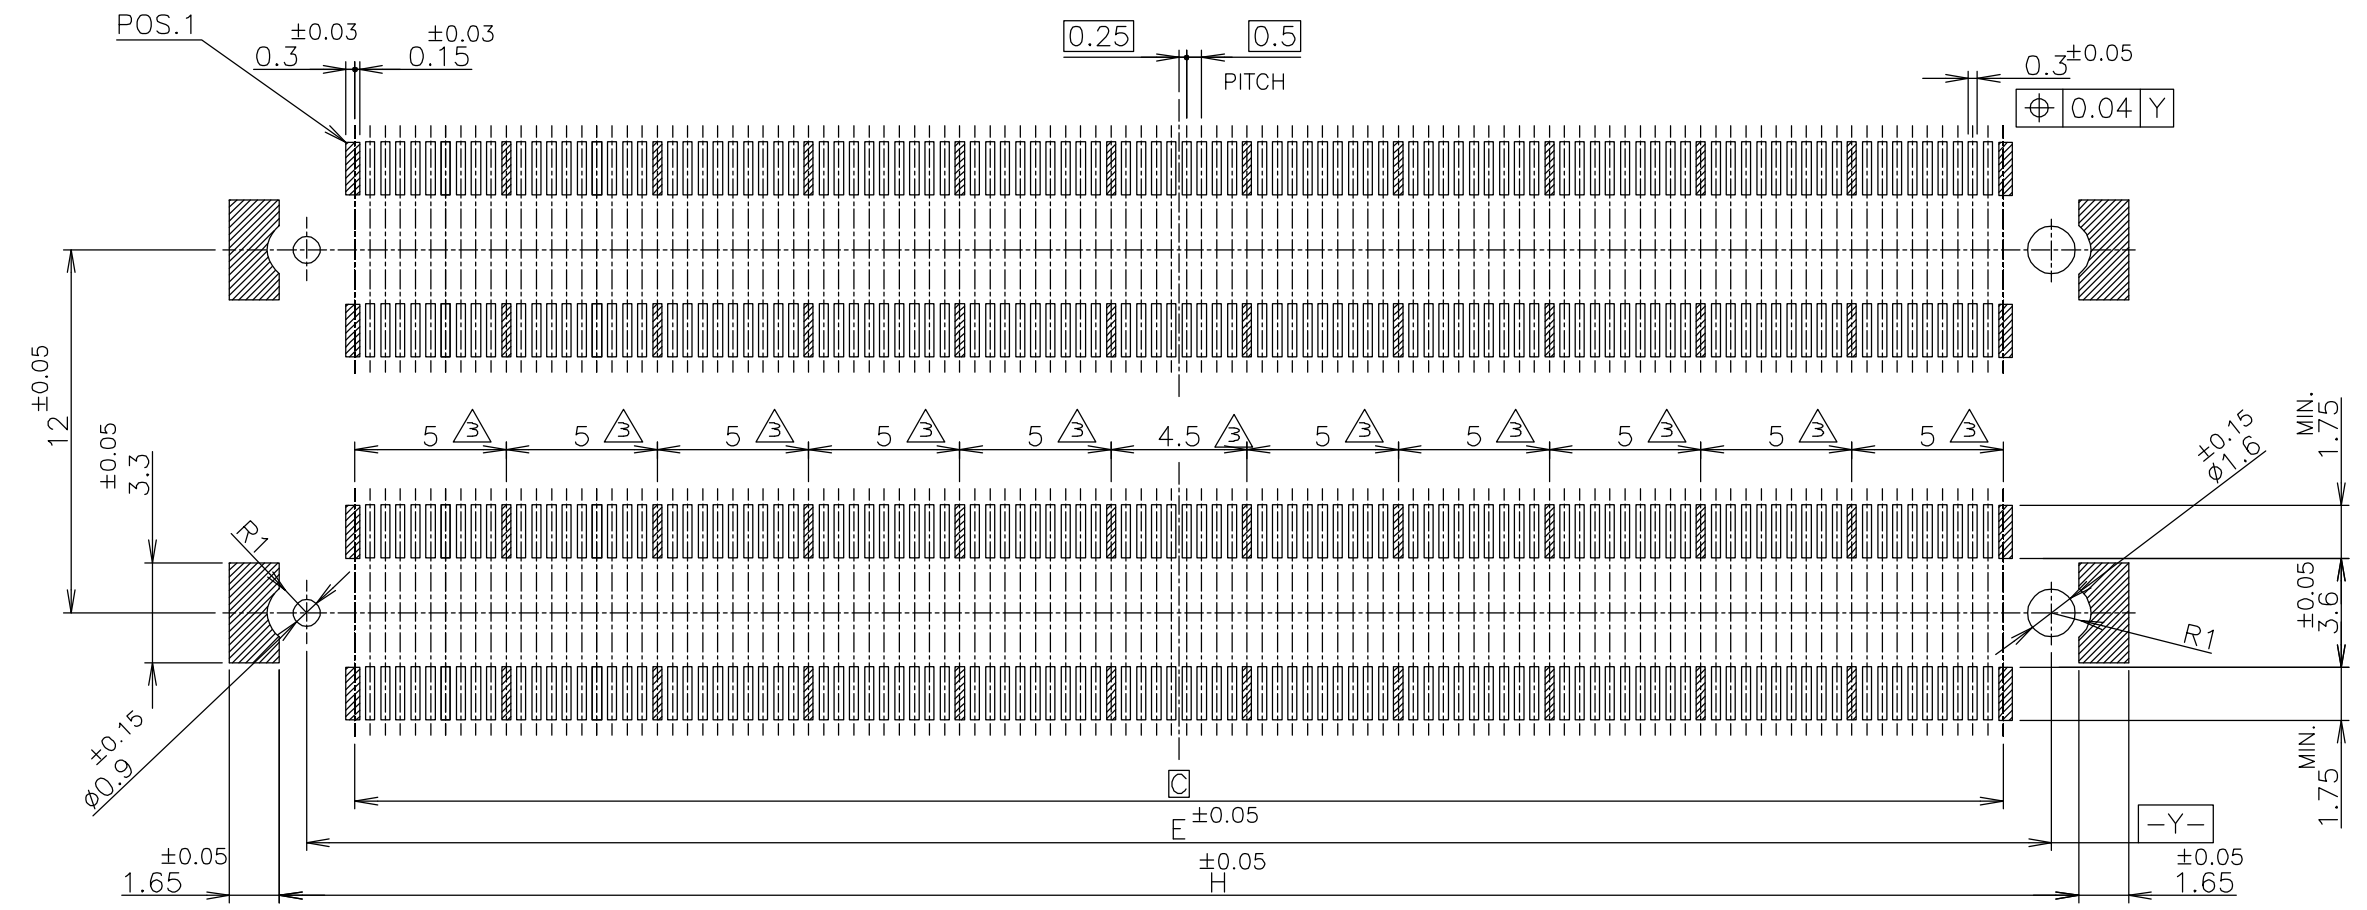 POS.1
±0.03
0.3
±0.03
0.15
0.25
0.5
PITCH
±0.05
0.3
⌖ 0.04 Y
±0.05
12
±0.05
3.3
5 3 5 3 5 3 5 3 5 3 4.5 3 5 3 5 3 5 3 5 3 5 3
MIN.
1.75
±0.15
ø1.6
R1
R1
±0.05
3.6
±0.15
ø0.9
MIN.
1.75
C
E ±0.05
-Y-
±0.05
1.65
±0.05
H
±0.05
1.65